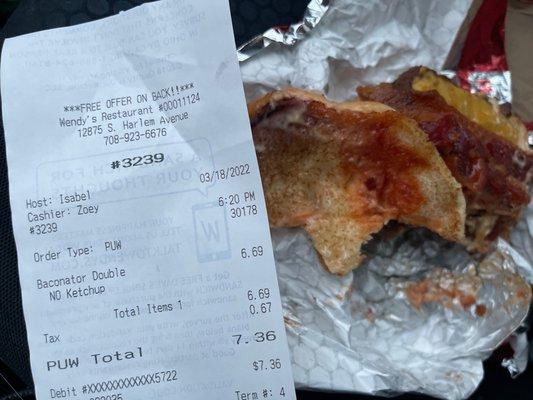 ***FREE OFFER ON BACK!!***
Wendy's Restaurant #00011124
12875 S. Harlem Avenue
708-923-6676
#3239
03/18/2022
Host: Isabel
Cashier: Zoey 6:20 PM
#3239 30178
Order Type: PUW
Baconator Double 6.69
NO Ketchup
Total Items 1 6.69
Tax 0.67
PUW Total 7.36
Debit #XXXXXXXXXXXX5722 $7.36
Term #: 4